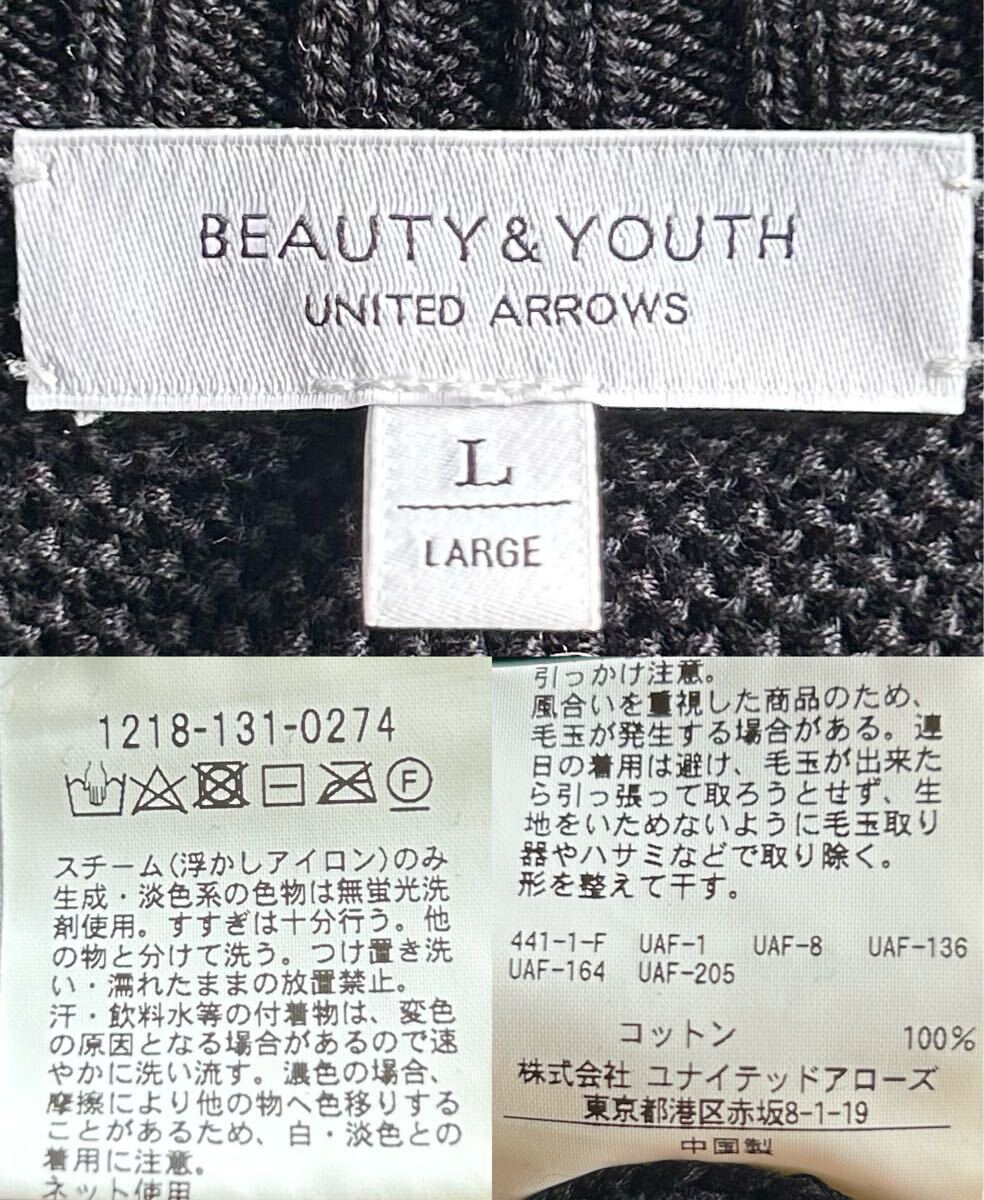 BEAUTY&YOUTH
UNITED ARROWS
L
LARGE
1218-131-0274
F
スチーム(浮かしアイロン)のみ
生成・淡色系の色物は無蛍光洗
剤使用。すすぎは十分行う。他
の物と分けて洗う。つけ置き洗
い・濡れたままの放置禁止。
汗・飲料水等の付着物は、変色
の原因となる場合があるので速
やかに洗い流す。濃色の場合、
摩擦により他の物へ色移りする
ことがあるため、白・淡色との
着用に注意。
ネット使用
引っかけ注意。
風合いを重視した商品のため、
毛玉が発生する場合がある。連
日の着用は避け、毛玉が出来た
ら引っ張って取ろうとせず、生
地をいためないように毛玉取り
器やハサミなどで取り除く。
形を整えて干す。
441-1-F UAF-1 UAF-8 UAF-136
UAF-164 UAF-205
コットン 100%
株式会社 ユナイテッドアローズ
東京都港区赤坂8-1-19
中国製